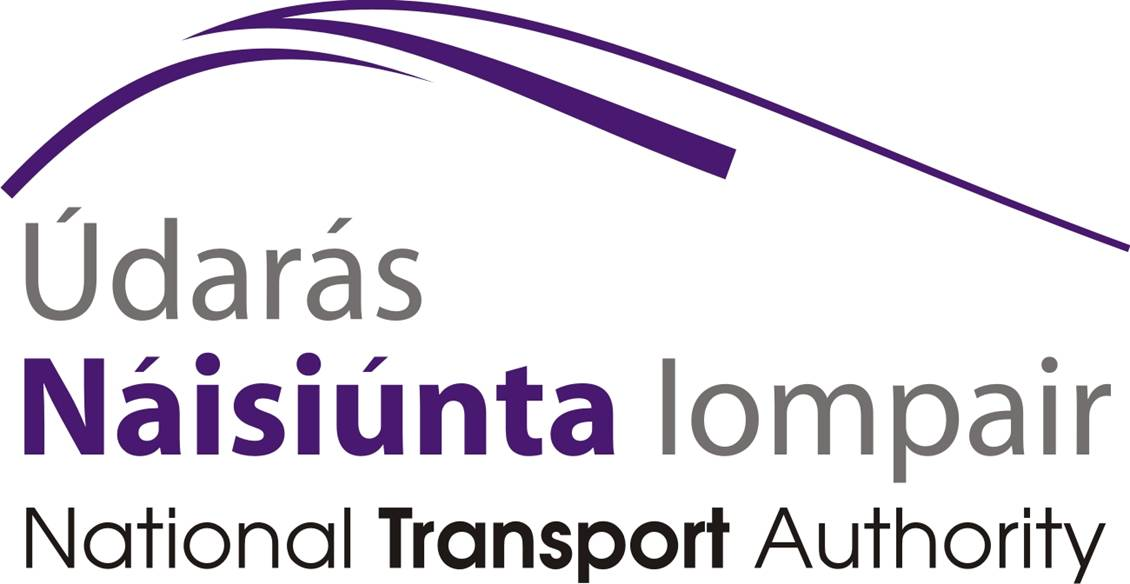 Údarás
Náisiúnta Iompair
National Transport Authority